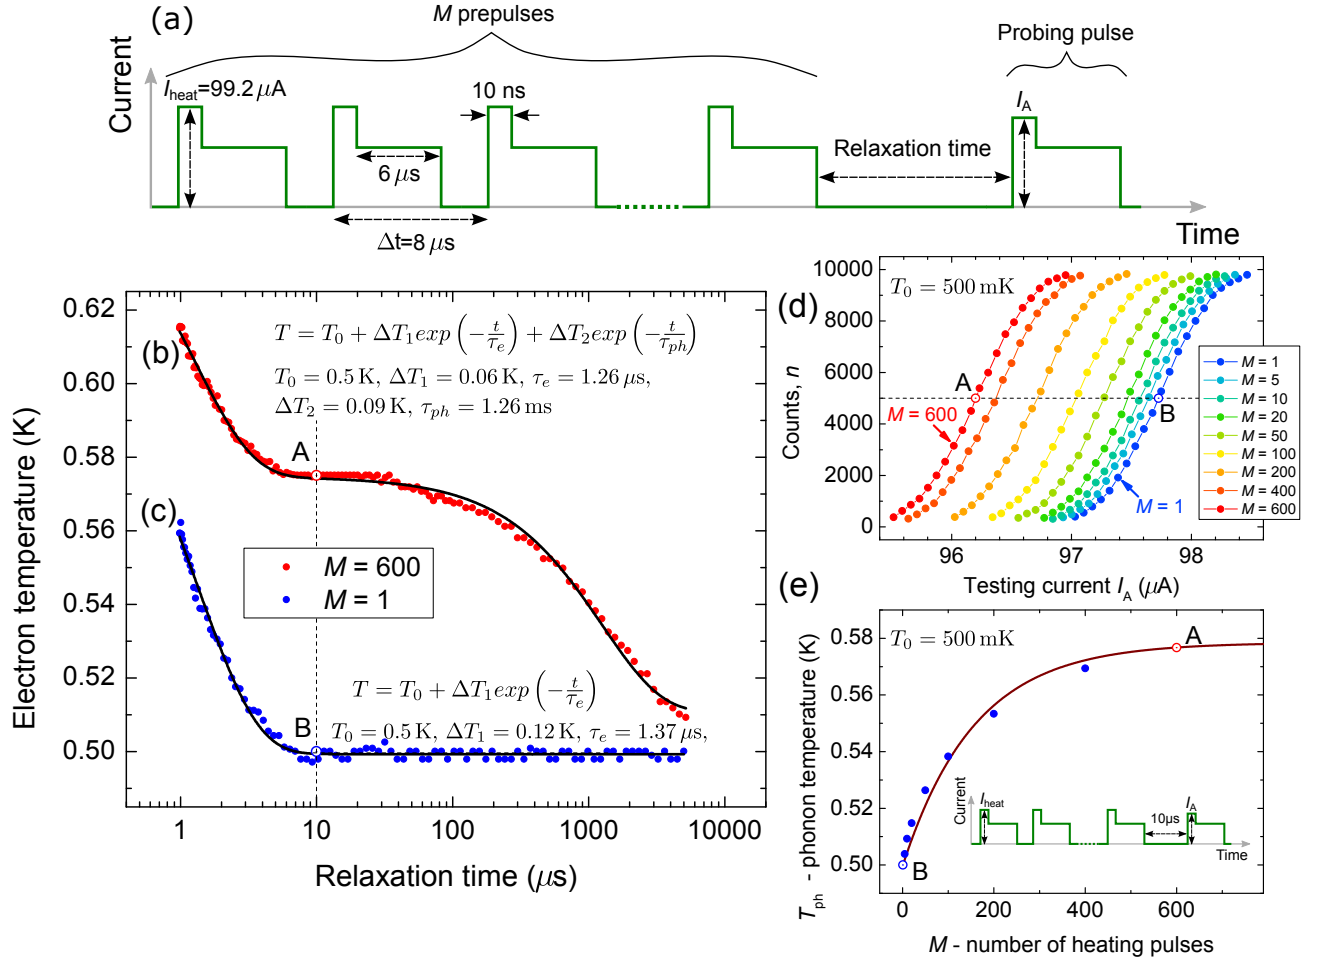 (a)
M prepulses
Probing pulse
Current
I_heat=99.2 μA
10 ns
I_A
6 μs
Relaxation time
Δt=8 μs
Time
(b)
T = T_0 + ΔT_1exp(−t/τ_e) + ΔT_2exp(−t/τ_ph)
T_0 = 0.5 K, ΔT_1 = 0.06 K, τ_e = 1.26 μs,
ΔT_2 = 0.09 K, τ_ph = 1.26 ms
A
(c)
M = 600
M = 1
T = T_0 + ΔT_1exp(−t/τ_e)
T_0 = 0.5 K, ΔT_1 = 0.12 K, τ_e = 1.37 μs,
B
Electron temperature (K)
0.62
0.60
0.58
0.56
0.54
0.52
0.50
1
10
100
1000
10000
Relaxation time (μs)
(d)
T_0 = 500 mK
Counts, n
10000
8000
6000
4000
2000
0
A
B
M = 600
M = 1
M = 1
M = 5
M = 10
M = 20
M = 50
M = 100
M = 200
M = 400
M = 600
96
97
98
Testing current I_A (μA)
(e)
T_0 = 500 mK
T_ph - phonon temperature (K)
0.58
0.56
0.54
0.52
0.50
A
B
Current
I_heat
10μs
I_A
Time
0
200
400
600
M - number of heating pulses